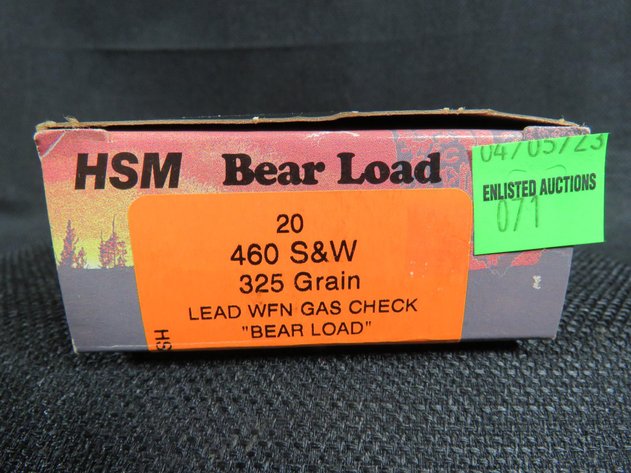 HSM Bear Load
04/05/23
ENLISTED AUCTIONS
071
20
460 S&W
325 Grain
LEAD WFN GAS CHECK
"BEAR LOAD"